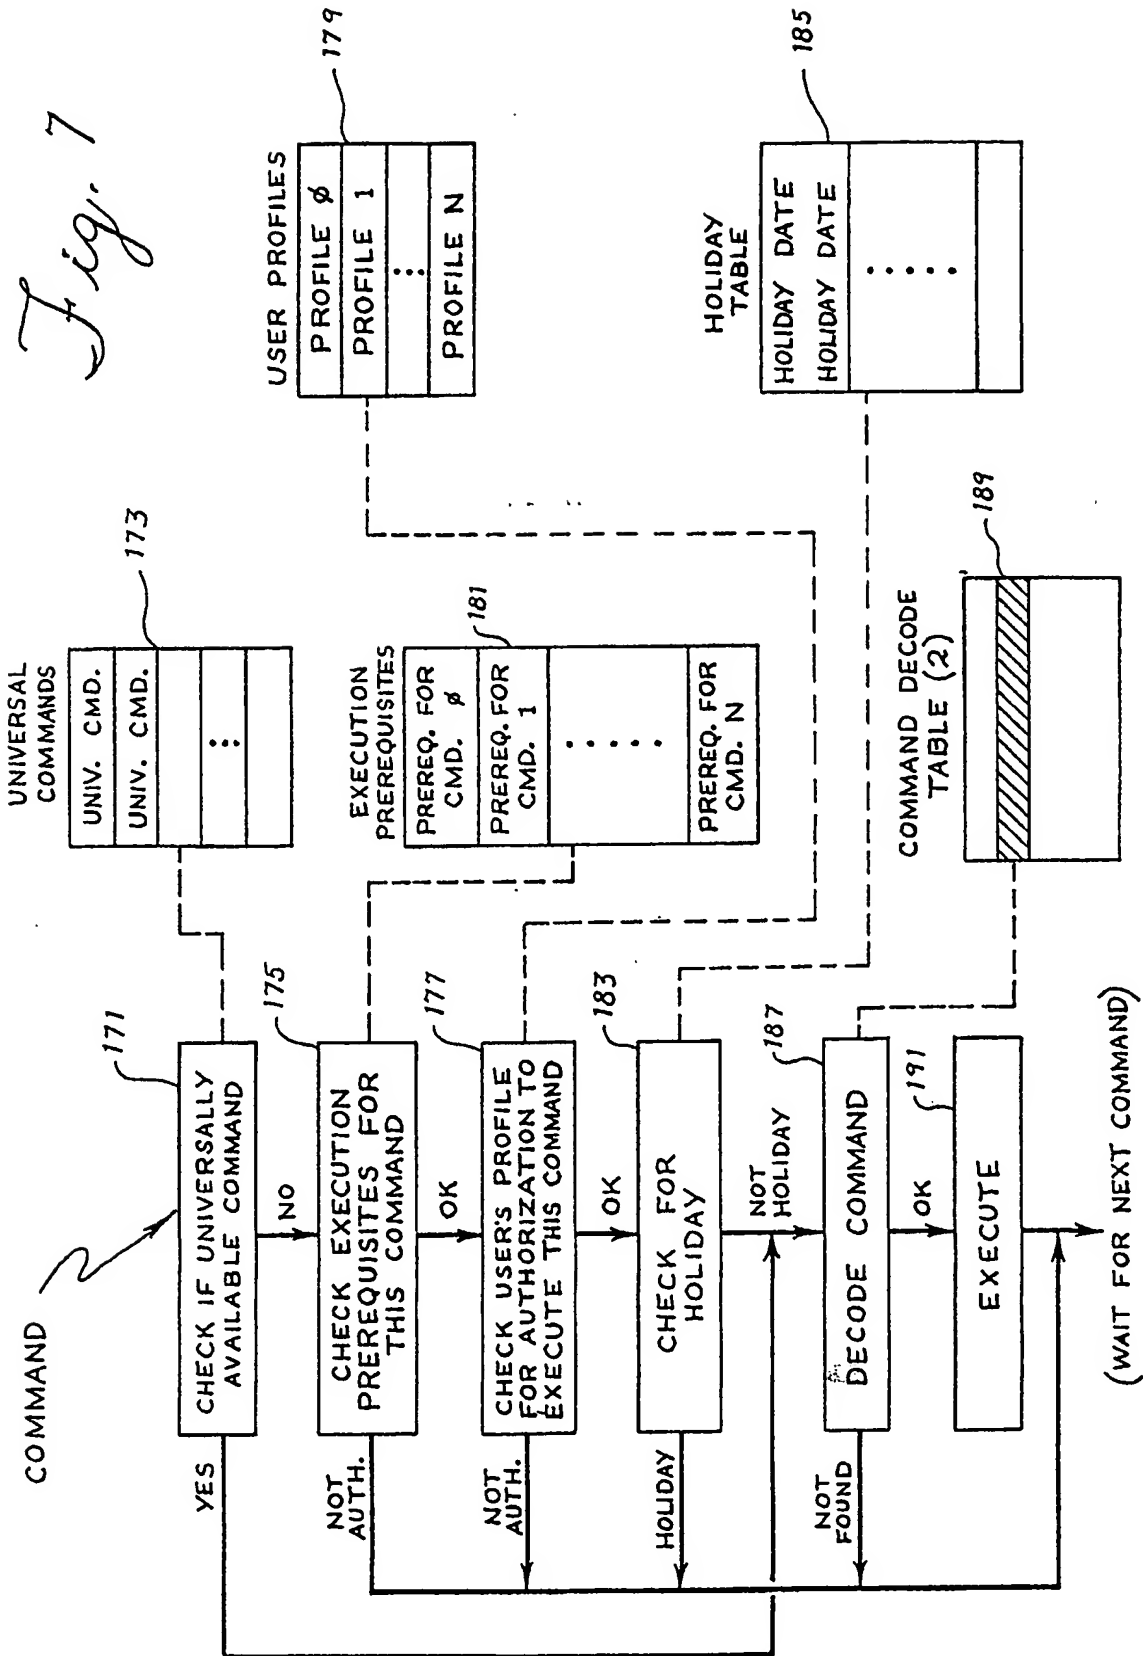 Fig. 7
COMMAND
171
CHECK IF UNIVERSALLY
AVAILABLE COMMAND
YES
NO
UNIVERSAL
COMMANDS
UNIV. CMD.
UNIV. CMD.
⋮
173
175
CHECK EXECUTION
PREREQUISITES FOR
THIS COMMAND
NOT
AUTH.
OK
EXECUTION
PREREQUISITES
PREREQ. FOR
CMD. ø
PREREQ. FOR
CMD. 1
.....
PREREQ. FOR
CMD. N
181
177
CHECK USER'S PROFILE
FOR AUTHORIZATION TO
EXECUTE THIS COMMAND
NOT
AUTH.
OK
USER PROFILES
PROFILE ø
PROFILE 1
⋮
PROFILE N
179
183
CHECK FOR
HOLIDAY
HOLIDAY
NOT
HOLIDAY
HOLIDAY
TABLE
HOLIDAY DATE
HOLIDAY DATE
.....
185
187
DECODE COMMAND
NOT
FOUND
OK
COMMAND DECODE
TABLE (2)
189
191
EXECUTE
(WAIT FOR NEXT COMMAND)